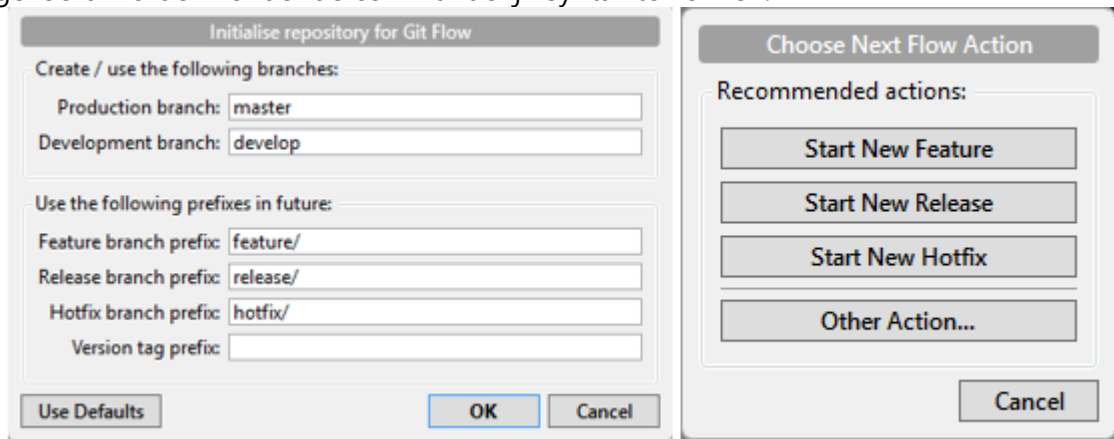 Initialise repository for Git Flow
Create / use the following branches:
Production branch: master
Development branch: develop
Use the following prefixes in future:
Feature branch prefix: feature/
Release branch prefix: release/
Hotfix branch prefix: hotfix/
Version tag prefix:
Use Defaults
OK
Cancel
Choose Next Flow Action
Recommended actions:
Start New Feature
Start New Release
Start New Hotfix
Other Action...
Cancel